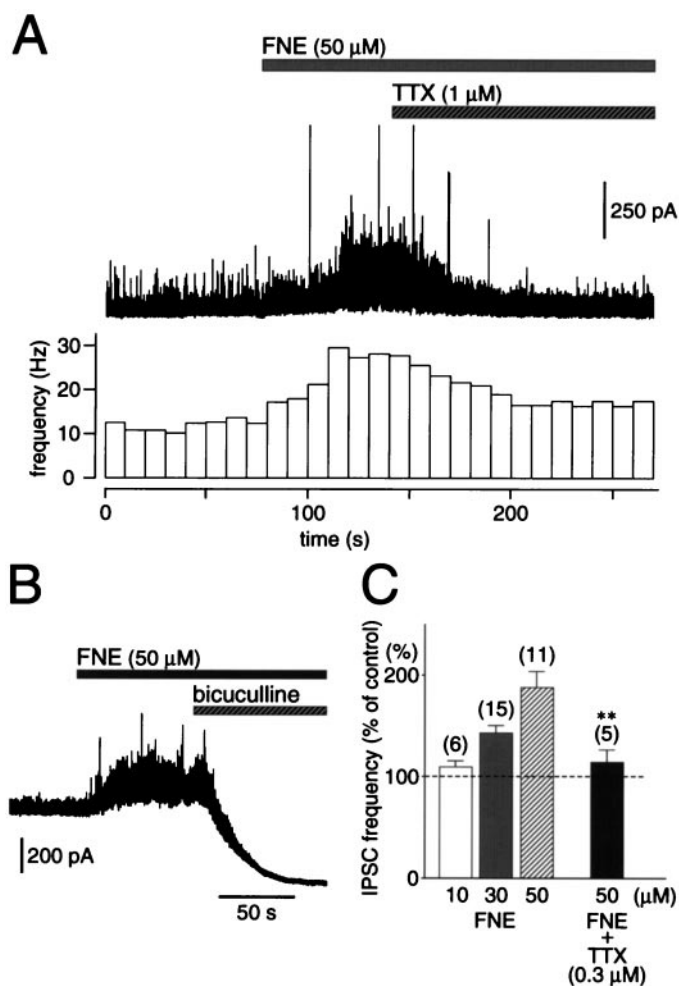 A
FNE (50 µM)
TTX (1 µM)
250 pA
frequency (Hz)
30
20
10
0
0 100 200
time (s)
B
FNE (50 µM)
bicuculline
200 pA
50 s
C
IPSC frequency (% of control)
(%)
200
100
0
(6)
(15)
(11)
**
(5)
10 30 50 50 (µM)
FNE
FNE
+
TTX
(0.3 µM)